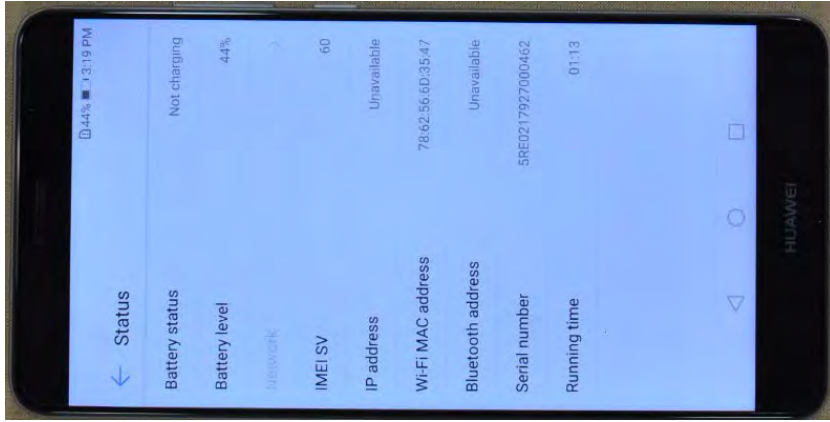 44% 3:19 PM
← Status
Battery status Not charging
Battery level 44%
Network >
IMEI SV 60
IP address Unavailable
Wi-Fi MAC address 78:62:56:6D:35:47
Bluetooth address Unavailable
Serial number 5RE0217927000462
Running time 01:13
HUAWEI